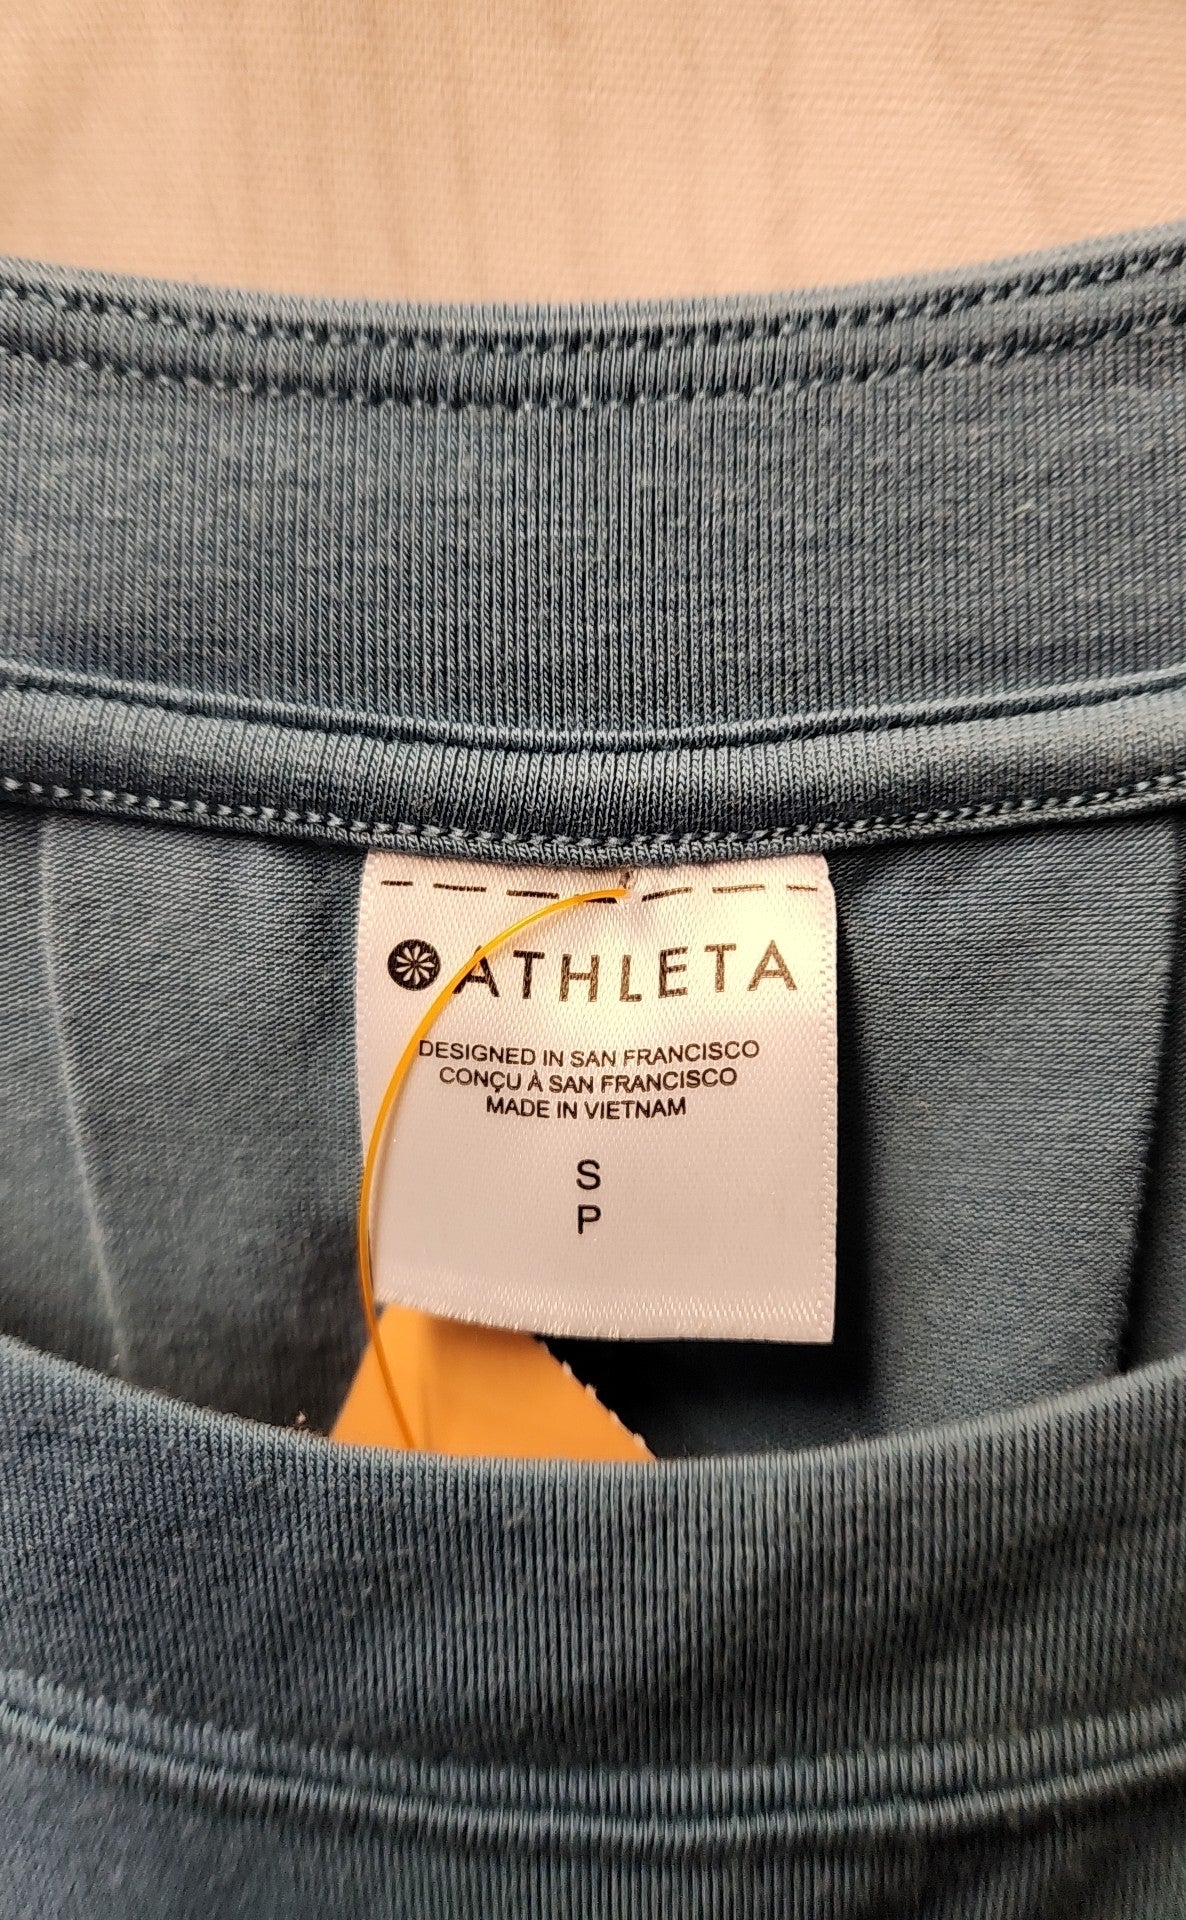 ATHLETA
DESIGNED IN SAN FRANCISCO
CONÇU À SAN FRANCISCO
MADE IN VIETNAM
S
P